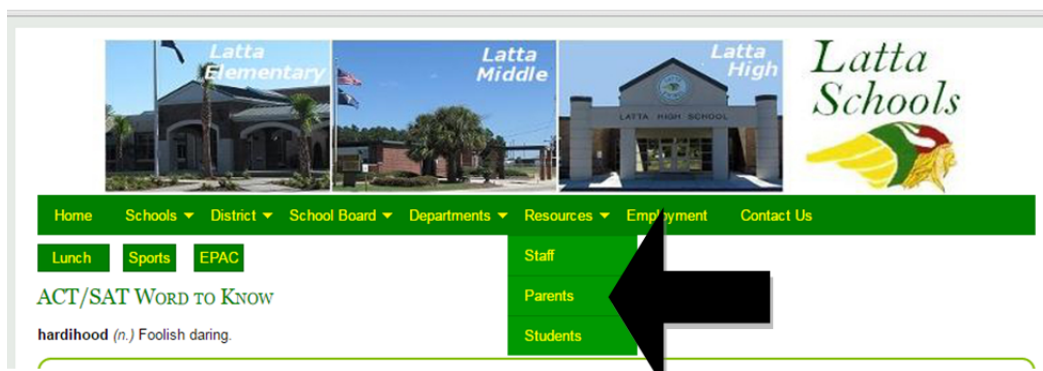 Latta
Elementary
Latta
Middle
Latta
High
LATTA HIGH SCHOOL
Latta
Schools
Home Schools District School Board Departments Resources Employment Contact Us
Lunch Sports EPAC
Staff
Parents
Students
ACT/SAT WORD TO KNOW
hardihood (n.) Foolish daring.